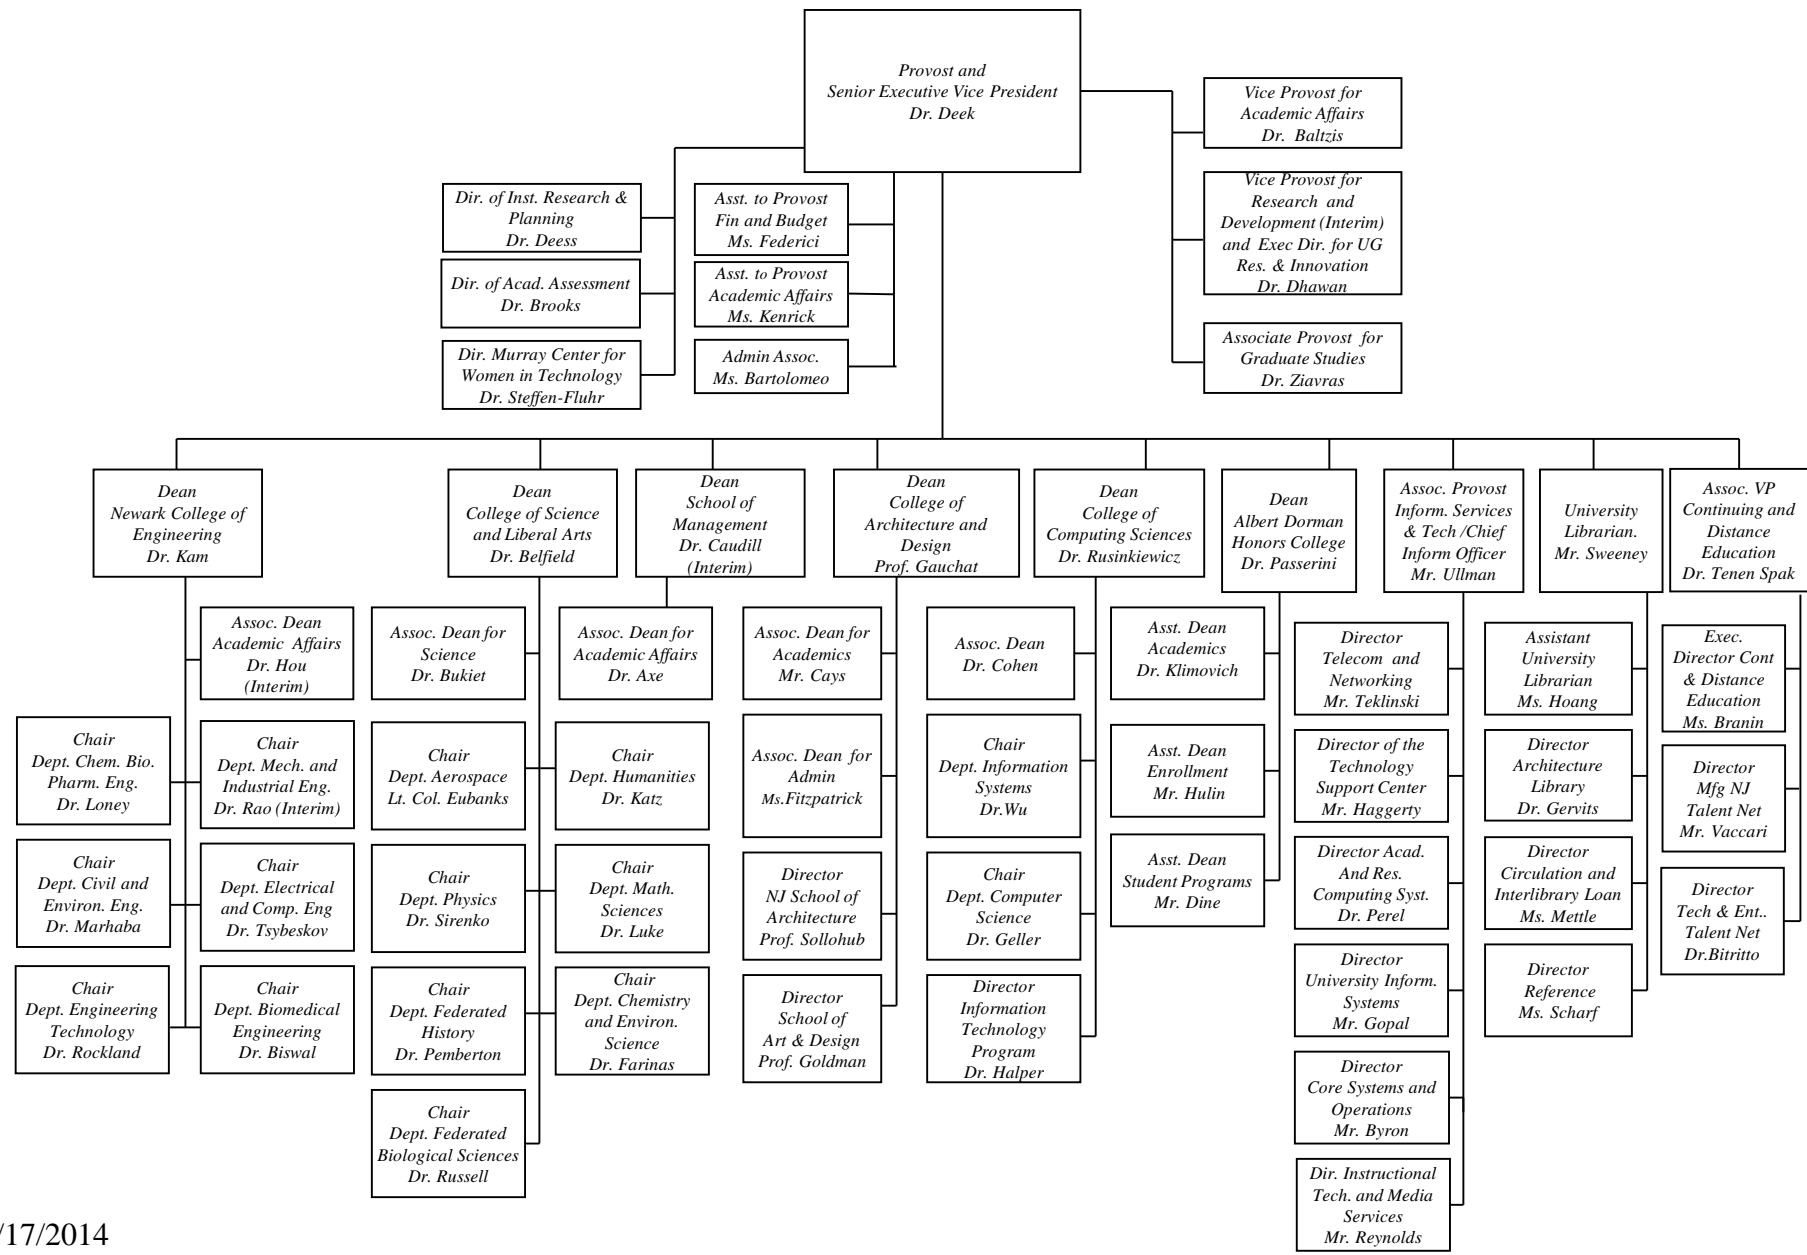 Provost and
Senior Executive Vice President
Dr. Deek
Vice Provost for
Academic Affairs
Dr. Baltzis
Vice Provost for
Research and
Development (Interim)
and Exec Dir. for UG
Res. & Innovation
Dr. Dhawan
Associate Provost for
Graduate Studies
Dr. Ziavras
Dir. of Inst. Research &
Planning
Dr. Deess
Dir. of Acad. Assessment
Dr. Brooks
Dir. Murray Center for
Women in Technology
Dr. Steffen-Fluhr
Asst. to Provost
Fin and Budget
Ms. Federici
Asst. to Provost
Academic Affairs
Ms. Kenrick
Admin Assoc.
Ms. Bartolomeo
Dean
Newark College of
Engineering
Dr. Kam
Dean
College of Science
and Liberal Arts
Dr. Belfield
Dean
School of
Management
Dr. Caudill
(Interim)
Dean
College of
Architecture and
Design
Prof. Gauchat
Dean
College of
Computing Sciences
Dr. Rusinkiewicz
Dean
Albert Dorman
Honors College
Dr. Passerini
Assoc. Provost
Inform. Services
& Tech /Chief
Inform Officer
Mr. Ullman
University
Librarian.
Mr. Sweeney
Assoc. VP
Continuing and
Distance
Education
Dr. Tenen Spak
Assoc. Dean
Academic Affairs
Dr. Hou
(Interim)
Chair
Dept. Chem. Bio.
Pharm. Eng.
Dr. Loney
Chair
Dept. Mech. and
Industrial Eng.
Dr. Rao (Interim)
Chair
Dept. Civil and
Environ. Eng.
Dr. Marhaba
Chair
Dept. Electrical
and Comp. Eng
Dr. Tsybeskov
Chair
Dept. Engineering
Technology
Dr. Rockland
Chair
Dept. Biomedical
Engineering
Dr. Biswal
Assoc. Dean for
Science
Dr. Bukiet
Chair
Dept. Aerospace
Lt. Col. Eubanks
Chair
Dept. Humanities
Dr. Katz
Chair
Dept. Physics
Dr. Sirenko
Chair
Dept. Math.
Sciences
Dr. Luke
Chair
Dept. Federated
History
Dr. Pemberton
Chair
Dept. Chemistry
and Environ.
Science
Dr. Farinas
Chair
Dept. Federated
Biological Sciences
Dr. Russell
Assoc. Dean for
Academic Affairs
Dr. Axe
Assoc. Dean for
Academics
Mr. Cays
Assoc. Dean for
Admin
Ms.Fitzpatrick
Director
NJ School of
Architecture
Prof. Sollohub
Director
School of
Art & Design
Prof. Goldman
Assoc. Dean
Dr. Cohen
Chair
Dept. Information
Systems
Dr.Wu
Chair
Dept. Computer
Science
Dr. Geller
Director
Information
Technology
Program
Dr. Halper
Asst. Dean
Academics
Dr. Klimovich
Asst. Dean
Enrollment
Mr. Hulin
Asst. Dean
Student Programs
Mr. Dine
Director
Telecom and
Networking
Mr. Teklinski
Director of the
Technology
Support Center
Mr. Haggerty
Director Acad.
And Res.
Computing Syst.
Dr. Perel
Director
University Inform.
Systems
Mr. Gopal
Director
Core Systems and
Operations
Mr. Byron
Dir. Instructional
Tech. and Media
Services
Mr. Reynolds
Assistant
University
Librarian
Ms. Hoang
Director
Architecture
Library
Dr. Gervits
Director
Circulation and
Interlibrary Loan
Ms. Mettle
Director
Reference
Ms. Scharf
Exec.
Director Cont
& Distance
Education
Ms. Branin
Director
Mfg NJ
Talent Net
Mr. Vaccari
Director
Tech & Ent..
Talent Net
Dr.Bitritto
/17/2014